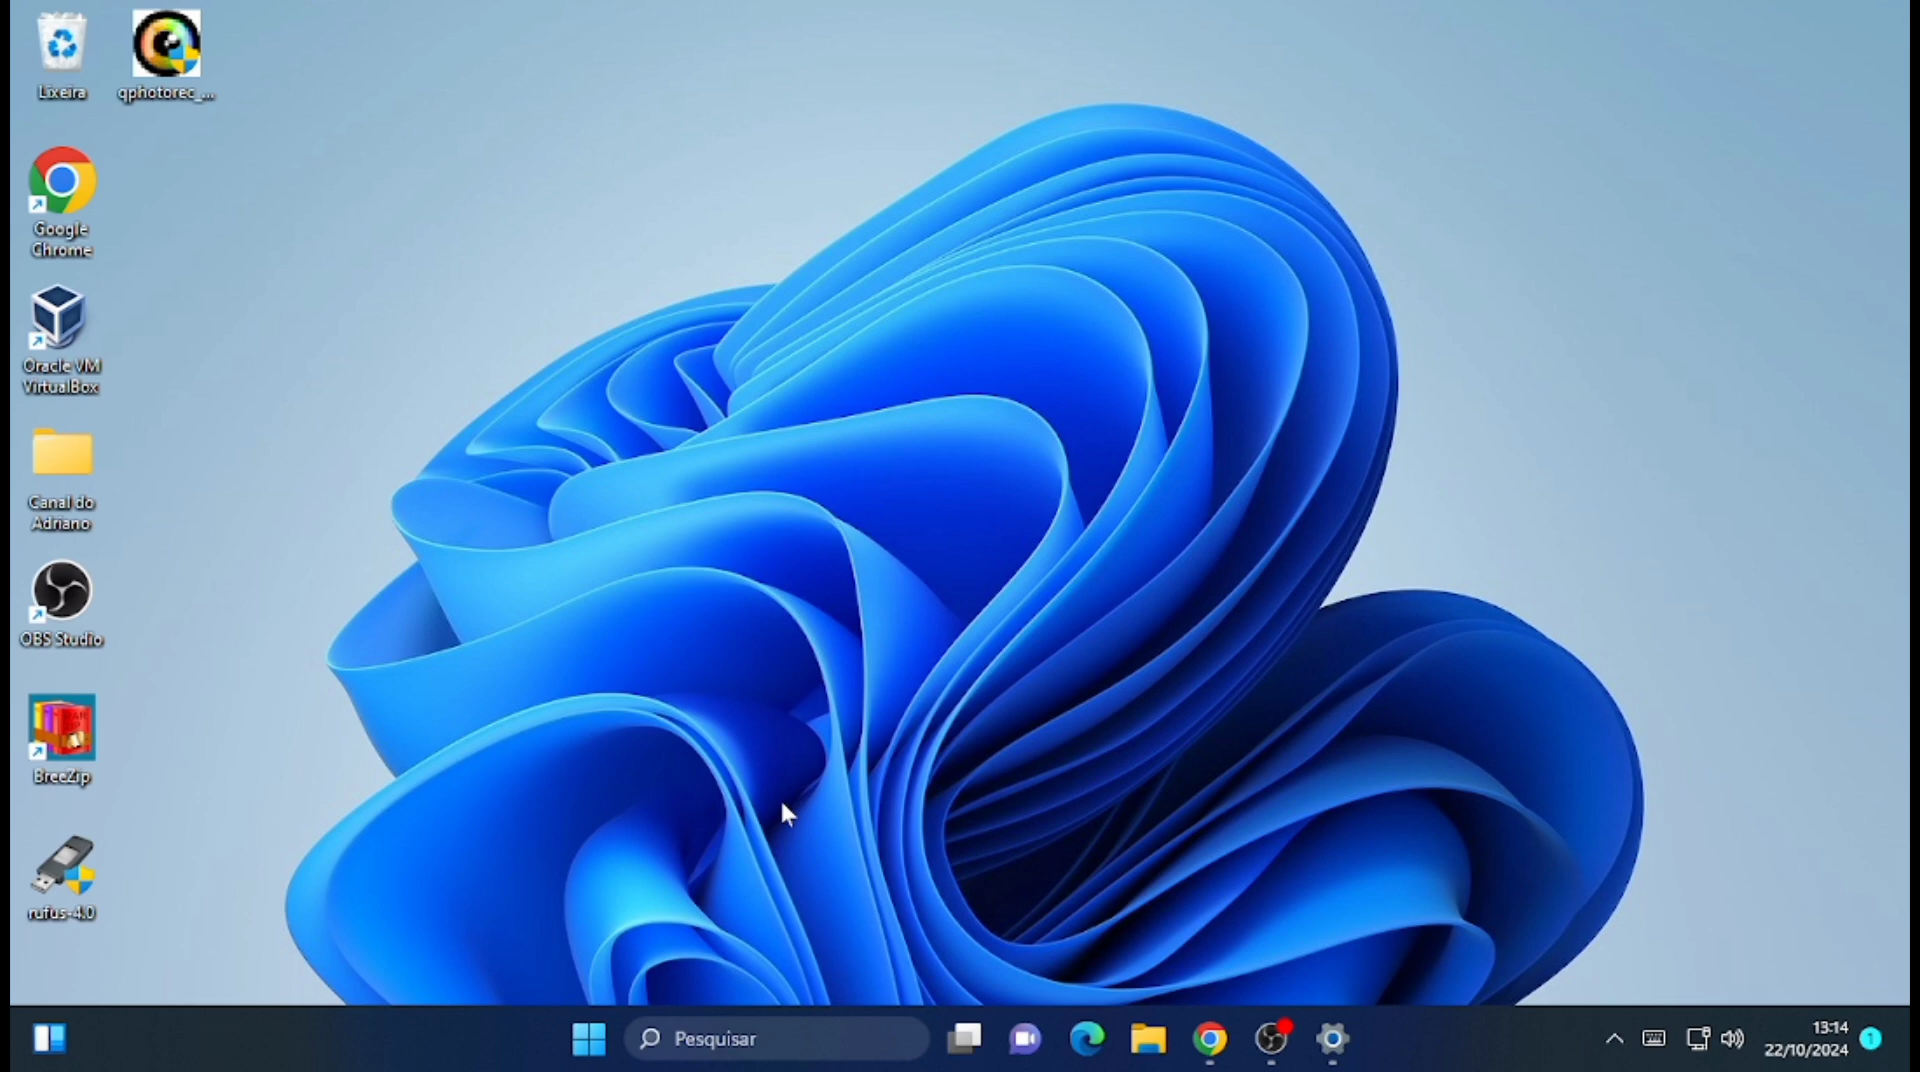 Lixeira
qphotorec_...
Google
Chrome
Oracle VM
VirtualBox
Canal do
Adriano
OBS Studio
BreeZip
rufus-4.0
Pesquisar
13:14
22/10/2024
1